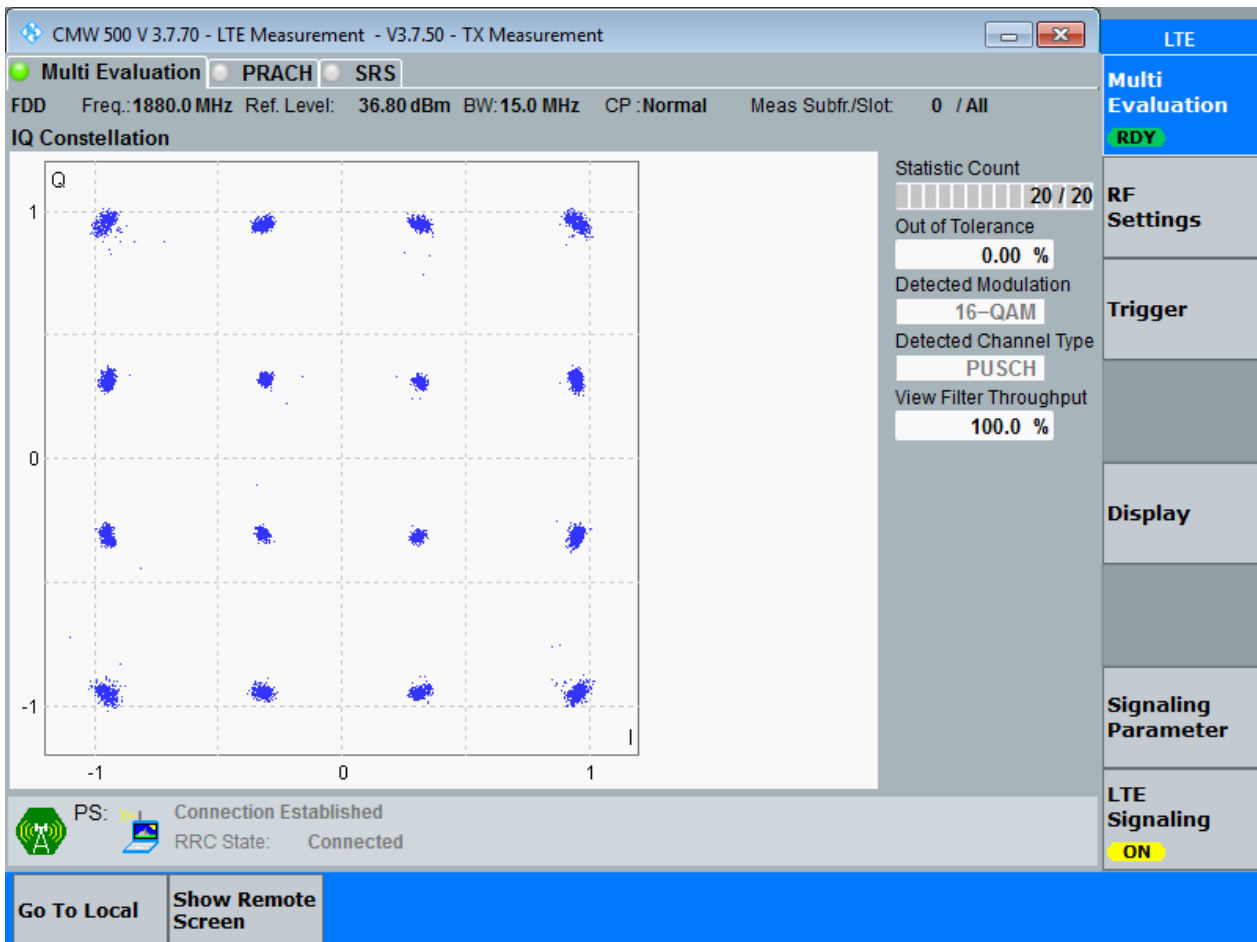 CMW 500 V 3.7.70 - LTE Measurement - V3.7.50 - TX Measurement
LTE
Multi Evaluation PRACH SRS
Multi
Evaluation
RDY
FDD Freq.: 1880.0 MHz Ref. Level: 36.80 dBm BW: 15.0 MHz CP : Normal Meas Subfr./Slot: 0 / All
IQ Constellation
Q
1
0
-1
I
-1 0 1
Statistic Count
20 / 20
Out of Tolerance
0.00 %
Detected Modulation
16-QAM
Detected Channel Type
PUSCH
View Filter Throughput
100.0 %
RF
Settings
Trigger
Display
Signaling
Parameter
LTE
Signaling
ON
PS: Connection Established
RRC State: Connected
Go To Local
Show Remote
Screen